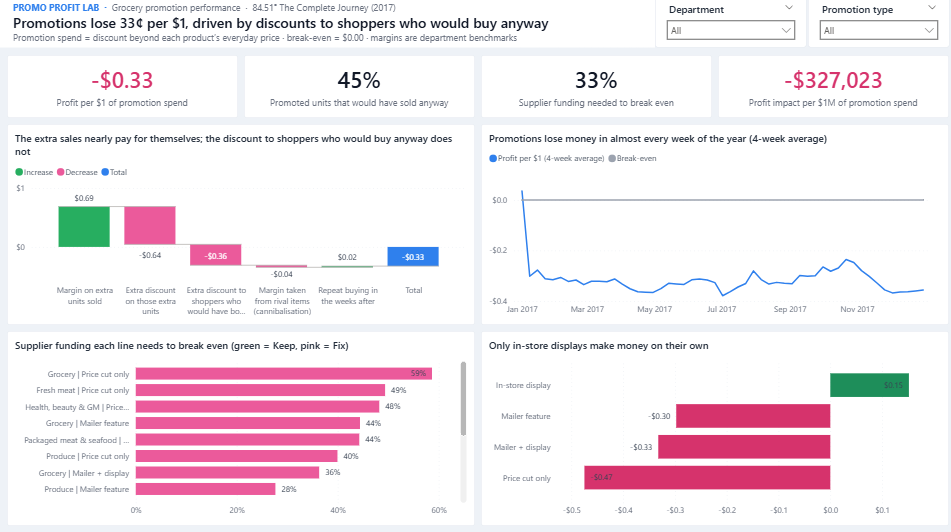 PROMO PROFIT LAB · Grocery promotion performance · 84.51° The Complete Journey (2017)
Promotions lose 33¢ per $1, driven by discounts to shoppers who would buy anyway
Promotion spend = discount beyond each product's everyday price · break-even = $0.00 · margins are department benchmarks
Department
All
Promotion type
All
-$0.33
Profit per $1 of promotion spend
45%
Promoted units that would have sold anyway
33%
Supplier funding needed to break even
-$327,023
Profit impact per $1M of promotion spend
The extra sales nearly pay for themselves; the discount to shoppers who would buy anyway does
not
Increase Decrease Total
$1
$0
$0.69
-$0.64
-$0.36
-$0.04
$0.02
-$0.33
Margin on extra
units sold
Extra discount
on those extra
units
Extra discount to
shoppers who
would have bo...
Margin taken
from rival items
(cannibalisation)
Repeat buying in
the weeks after
Total
Promotions lose money in almost every week of the year (4-week average)
Profit per $1 (4-week average) Break-even
$0.0
-$0.2
-$0.4
Jan 2017 Mar 2017 May 2017 Jul 2017 Sep 2017 Nov 2017
Supplier funding each line needs to break even (green = Keep, pink = Fix)
Grocery | Price cut only 59%
Fresh meat | Price cut only 49%
Health, beauty & GM | Price... 48%
Grocery | Mailer feature 44%
Packaged meat & seafood | ... 44%
Produce | Price cut only 40%
Grocery | Mailer + display 36%
Produce | Mailer feature 28%
0% 20% 40% 60%
Only in-store displays make money on their own
In-store display $0.15
Mailer feature -$0.30
Mailer + display -$0.33
Price cut only -$0.47
-$0.5 -$0.4 -$0.3 -$0.2 -$0.1 $0.0 $0.1